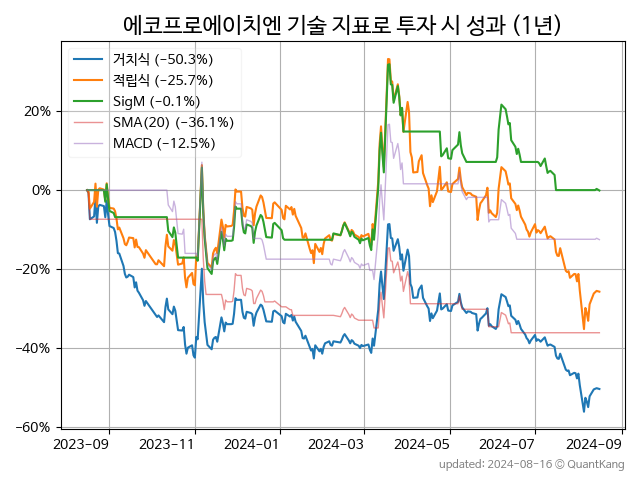 에코프로에이치엔 기술 지표로 투자 시 성과 (1년)
거치식 (−50.3%)
적립식 (−25.7%)
SigM (−0.1%)
SMA(20) (−36.1%)
MACD (−12.5%)
20%
0%
−20%
−40%
−60%
2023−09
2023−11
2024−01
2024−03
2024−05
2024−07
2024−09
updated: 2024−08−16 © QuantKang